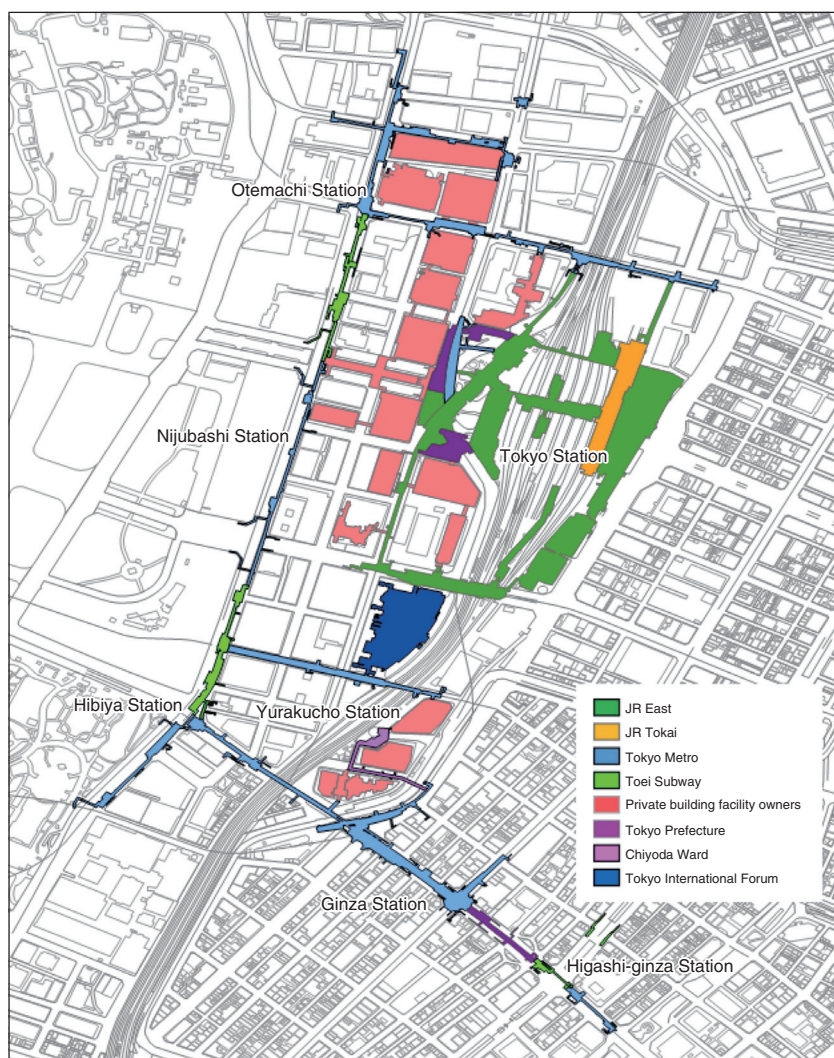 Otemachi Station
Nijubashi Station
Tokyo Station
Hibiya Station
Yurakucho Station
JR East
JR Tokai
Tokyo Metro
Toei Subway
Private building facility owners
Tokyo Prefecture
Chiyoda Ward
Tokyo International Forum
Ginza Station
Higashi-ginza Station